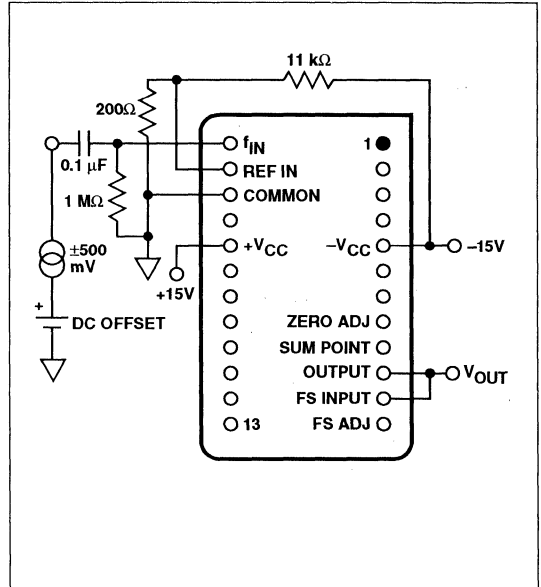 11 kΩ
200Ω
fIN
1
0.1 µF
REF IN
1 MΩ
COMMON
±500
mV
+VCC
–VCC
–15V
+15V
+
DC OFFSET
ZERO ADJ
SUM POINT
OUTPUT
VOUT
FS INPUT
13
FS ADJ